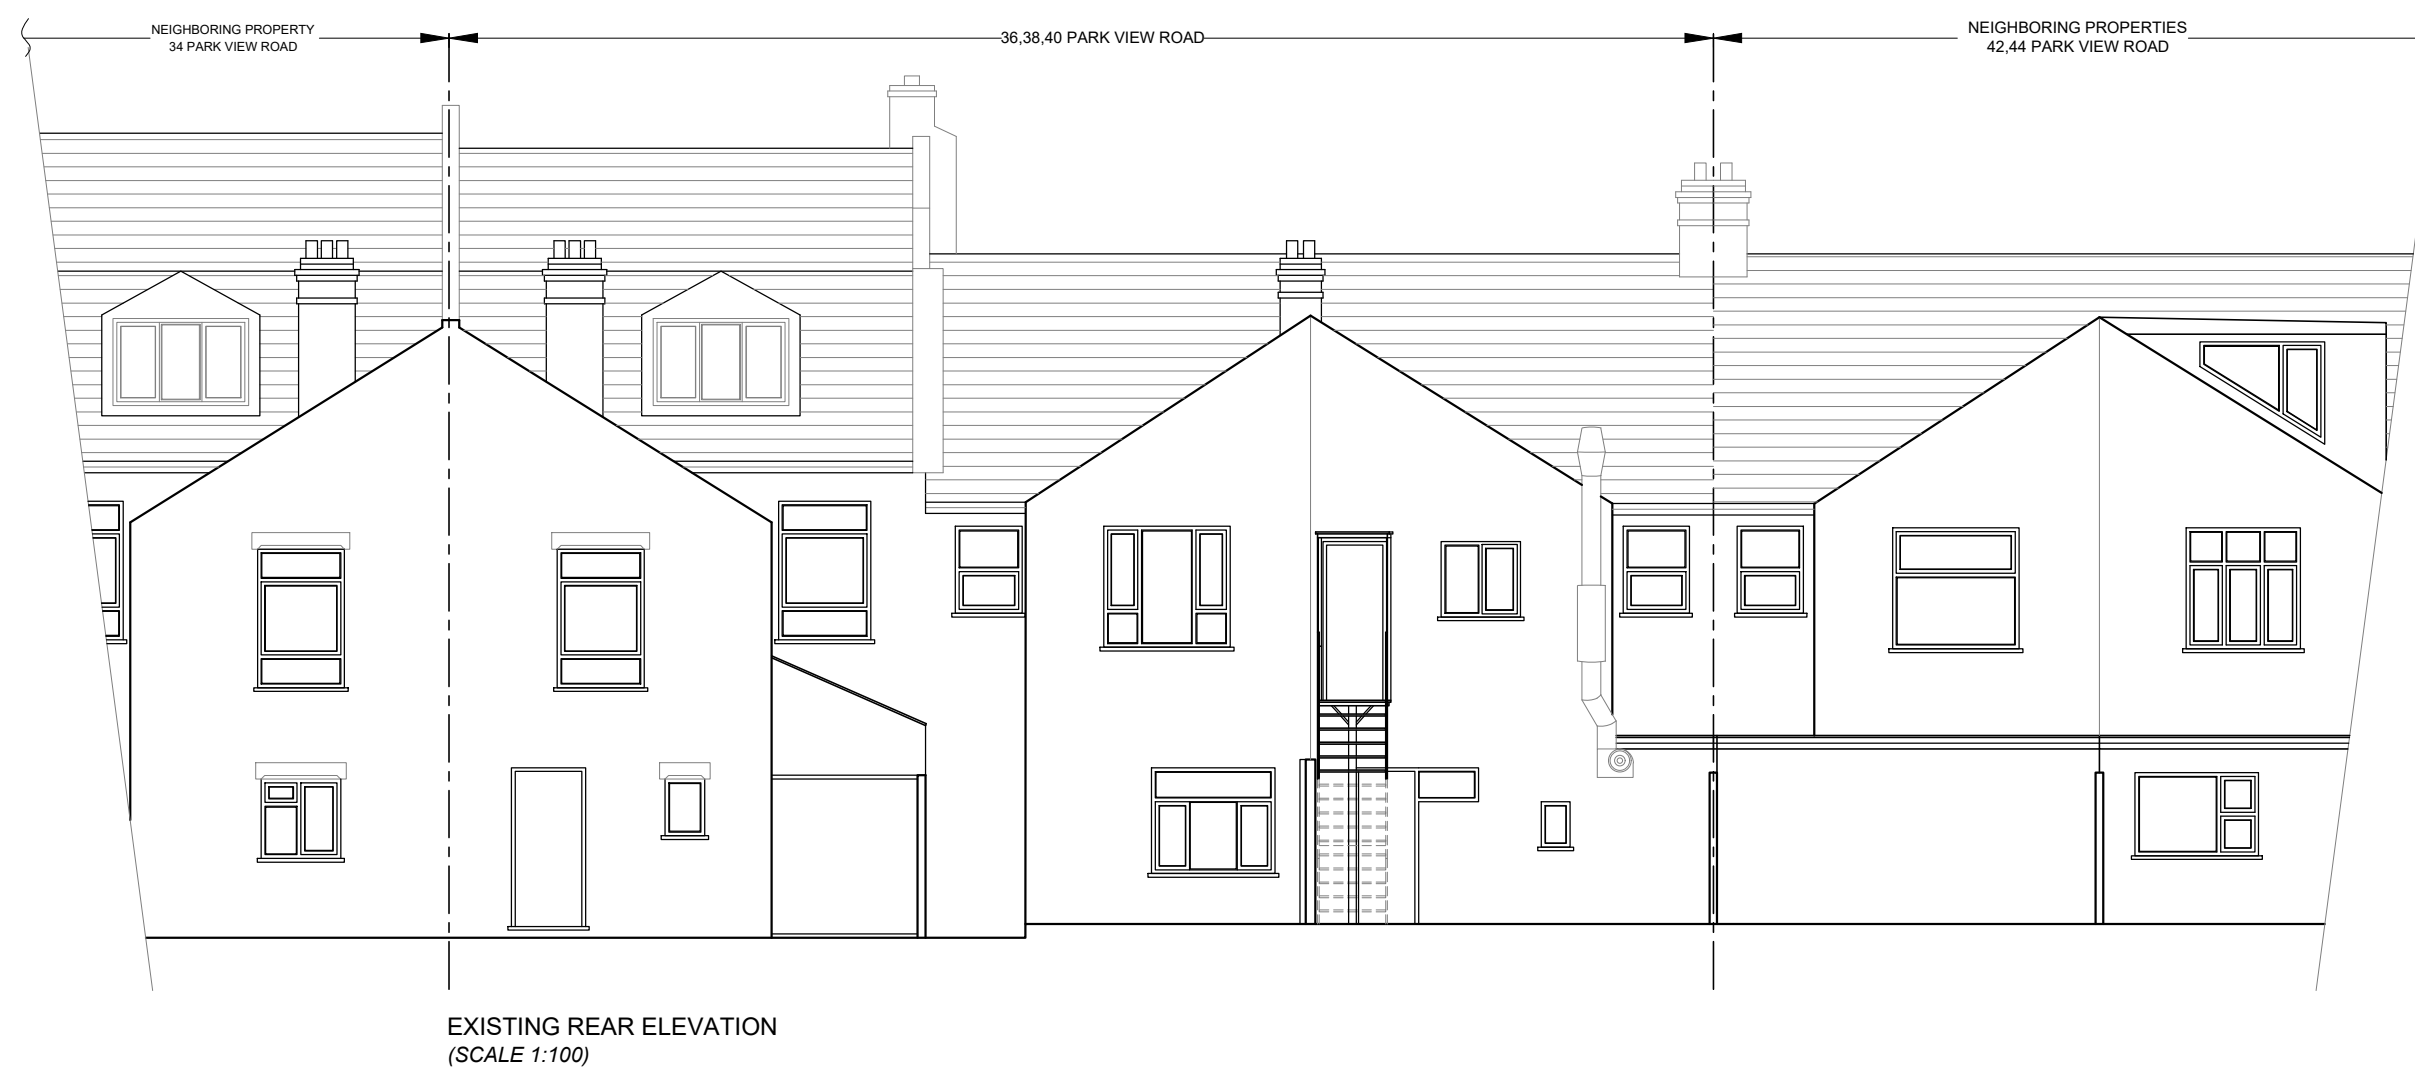 NEIGHBORING PROPERTY
34 PARK VIEW ROAD
36,38,40 PARK VIEW ROAD
NEIGHBORING PROPERTIES
42,44 PARK VIEW ROAD
EXISTING REAR ELEVATION
(SCALE 1:100)